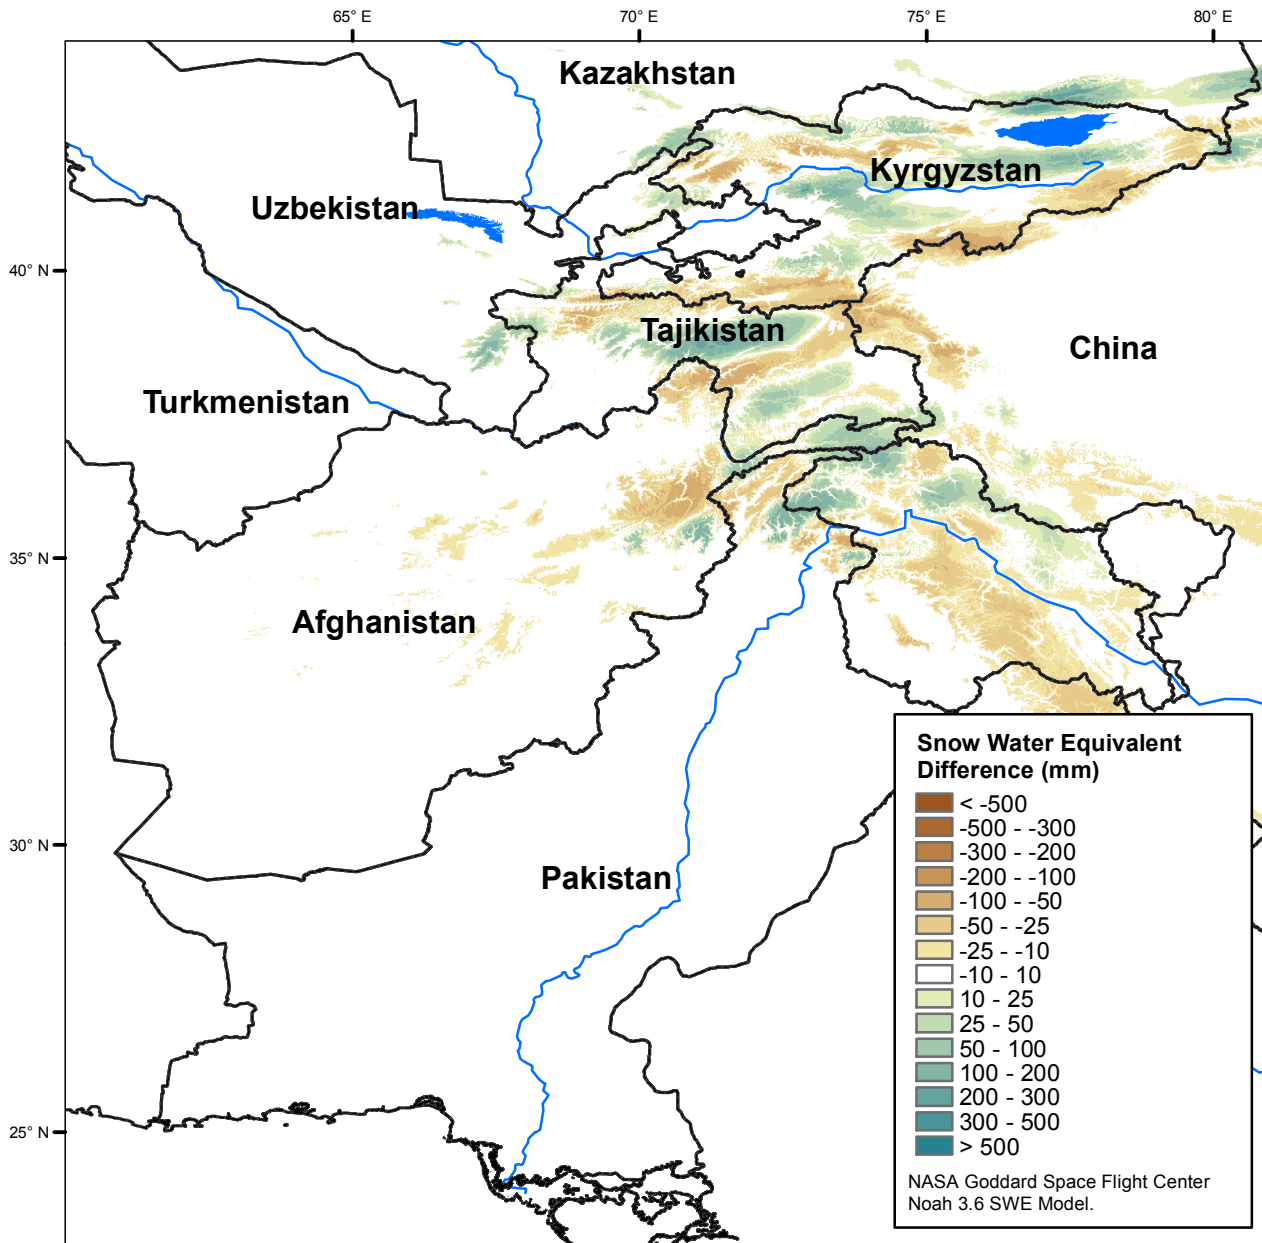 65° E
70° E
75° E
80° E
Kazakhstan
Kyrgyzstan
Uzbekistan
40° N
Tajikistan
China
Turkmenistan
35° N
Afghanistan
Snow Water Equivalent
Difference (mm)
< -500
-500 - -300
-300 - -200
-200 - -100
-100 - -50
-50 - -25
-25 - -10
-10 - 10
10 - 25
25 - 50
50 - 100
100 - 200
200 - 300
300 - 500
> 500
NASA Goddard Space Flight Center
Noah 3.6 SWE Model.
30° N
Pakistan
25° N